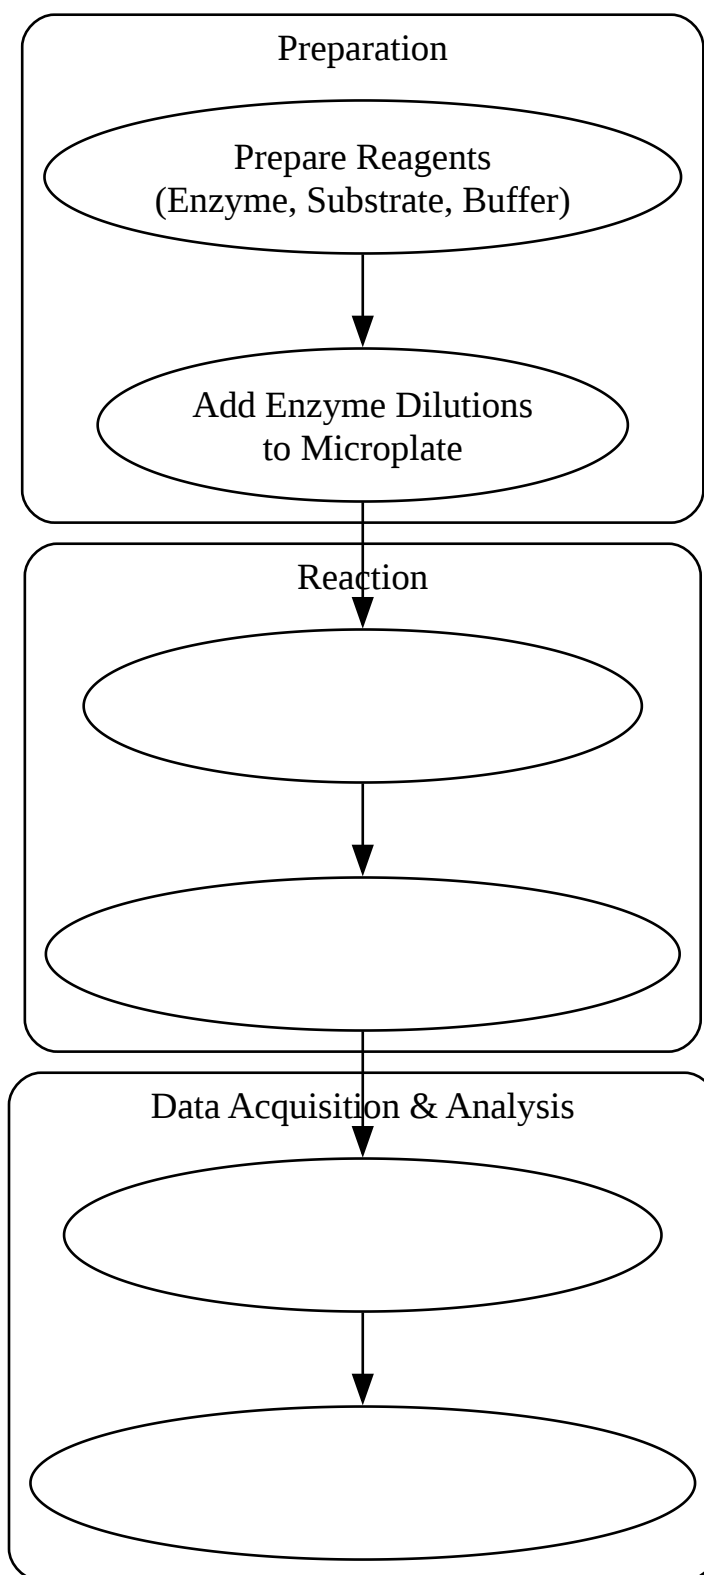 Preparation
Prepare Reagents
(Enzyme, Substrate, Buffer)
Add Enzyme Dilutions
to Microplate
Reaction
Data Acquisition & Analysis